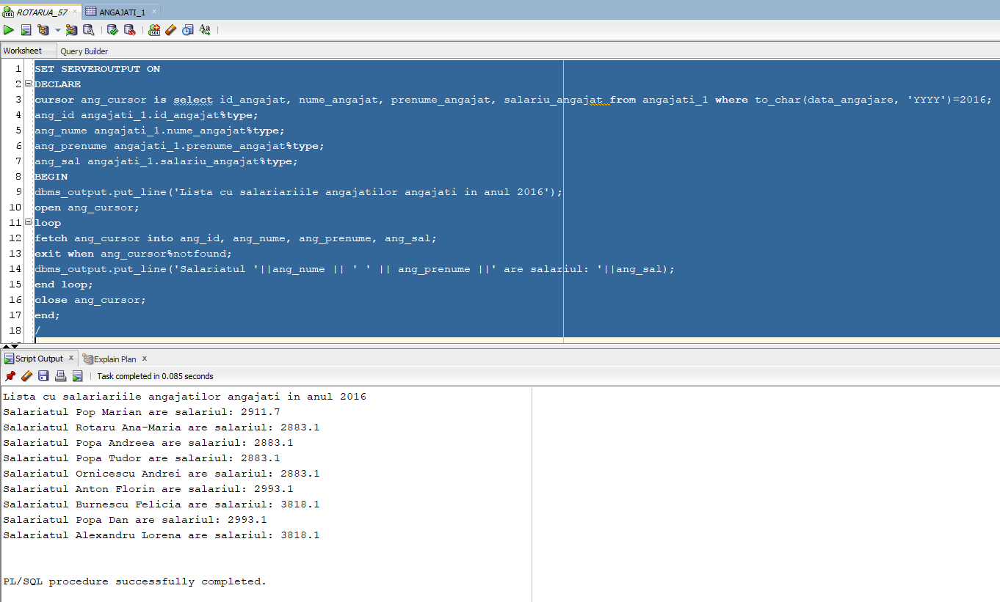 ROTARUA_57 ANGAJATI_1
Worksheet Query Builder
1 SET SERVEROUTPUT ON
2 DECLARE
3 cursor ang_cursor is select id_angajat, nume_angajat, prenume_angajat, salariu_angajat from angajati_1 where to_char(data_angajare, 'YYYY')=2016;
4 ang_id angajati_1.id_angajat%type;
5 ang_nume angajati_1.nume_angajat%type;
6 ang_prenume angajati_1.prenume_angajat%type;
7 ang_sal angajati_1.salariu_angajat%type;
8 BEGIN
9 dbms_output.put_line('Lista cu salariariile angajatilor angajati in anul 2016');
10 open ang_cursor;
11 loop
12 fetch ang_cursor into ang_id, ang_nume, ang_prenume, ang_sal;
13 exit when ang_cursor%notfound;
14 dbms_output.put_line('Salariatul '||ang_nume || ' ' || ang_prenume ||' are salariul: '||ang_sal);
15 end loop;
16 close ang_cursor;
17 end;
18 /
Script Output x Explain Plan x
Task completed in 0.085 seconds
Lista cu salariariile angajatilor angajati in anul 2016
Salariatul Pop Marian are salariul: 2911.7
Salariatul Rotaru Ana-Maria are salariul: 2883.1
Salariatul Popa Andreea are salariul: 2883.1
Salariatul Popa Tudor are salariul: 2883.1
Salariatul Ornicescu Andrei are salariul: 2883.1
Salariatul Anton Florin are salariul: 2993.1
Salariatul Burnescu Felicia are salariul: 3818.1
Salariatul Popa Dan are salariul: 2993.1
Salariatul Alexandru Lorena are salariul: 3818.1
PL/SQL procedure successfully completed.